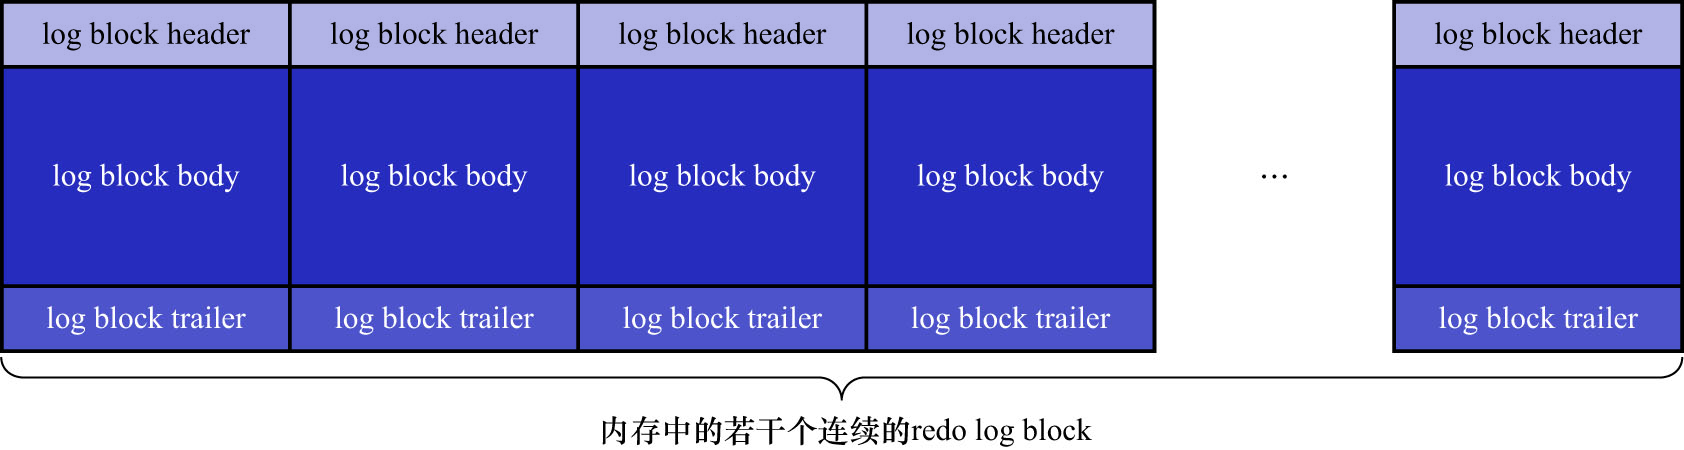 log block header log block header log block header log block header log block header
log block body log block body log block body log block body … log block body
log block trailer log block trailer log block trailer log block trailer log block trailer
内存中的若干个连续的redo log block